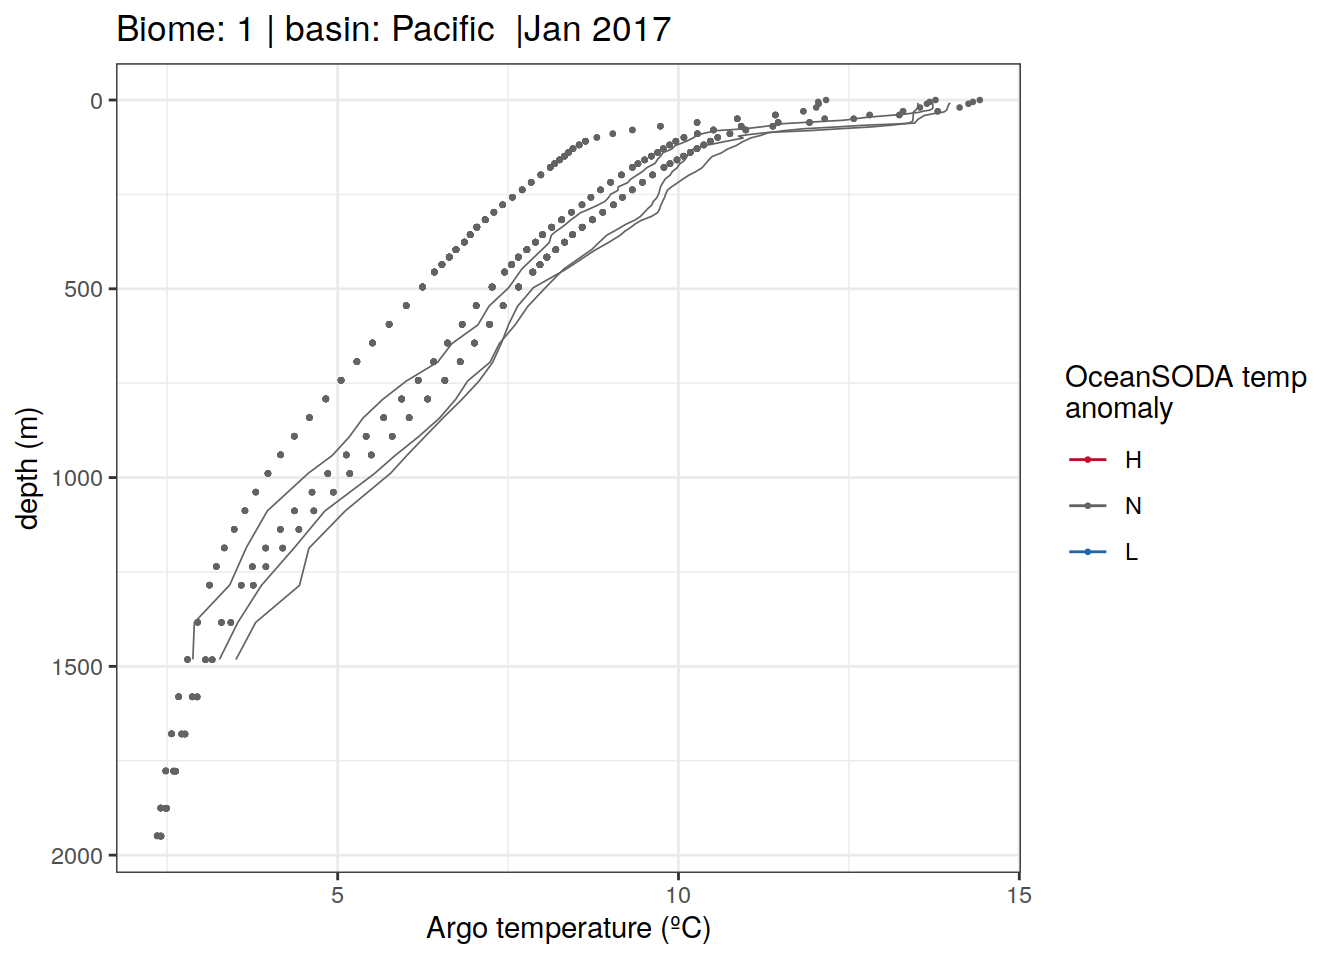 Biome: 1 | basin: Pacific  |Jan 2017
0
500
1000
1500
2000
depth (m)
5
10
15
Argo temperature (ºC)
OceanSODA temp
anomaly
H
N
L